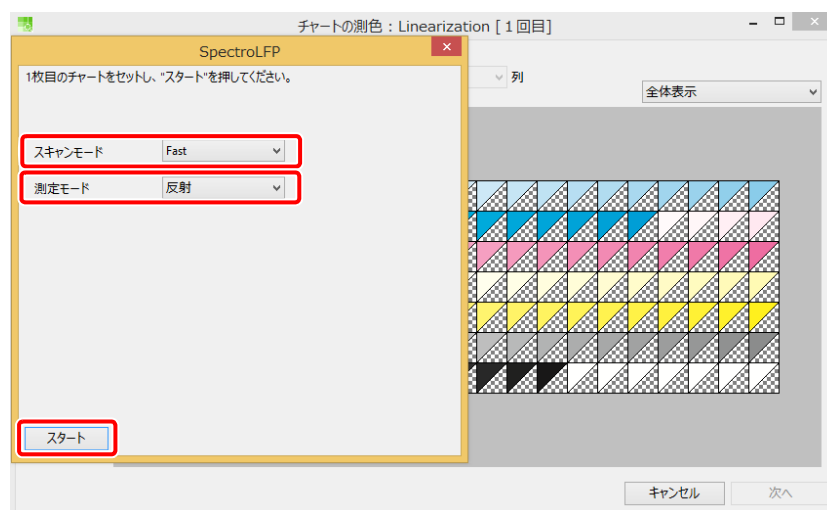 チャートの測色：Linearization [ 1 回目]
SpectroLFP
1枚目のチャートをセットし、"スタート"を押してください。
列
全体表示
スキャンモード
Fast
測定モード
反射
スタート
キャンセル
次へ